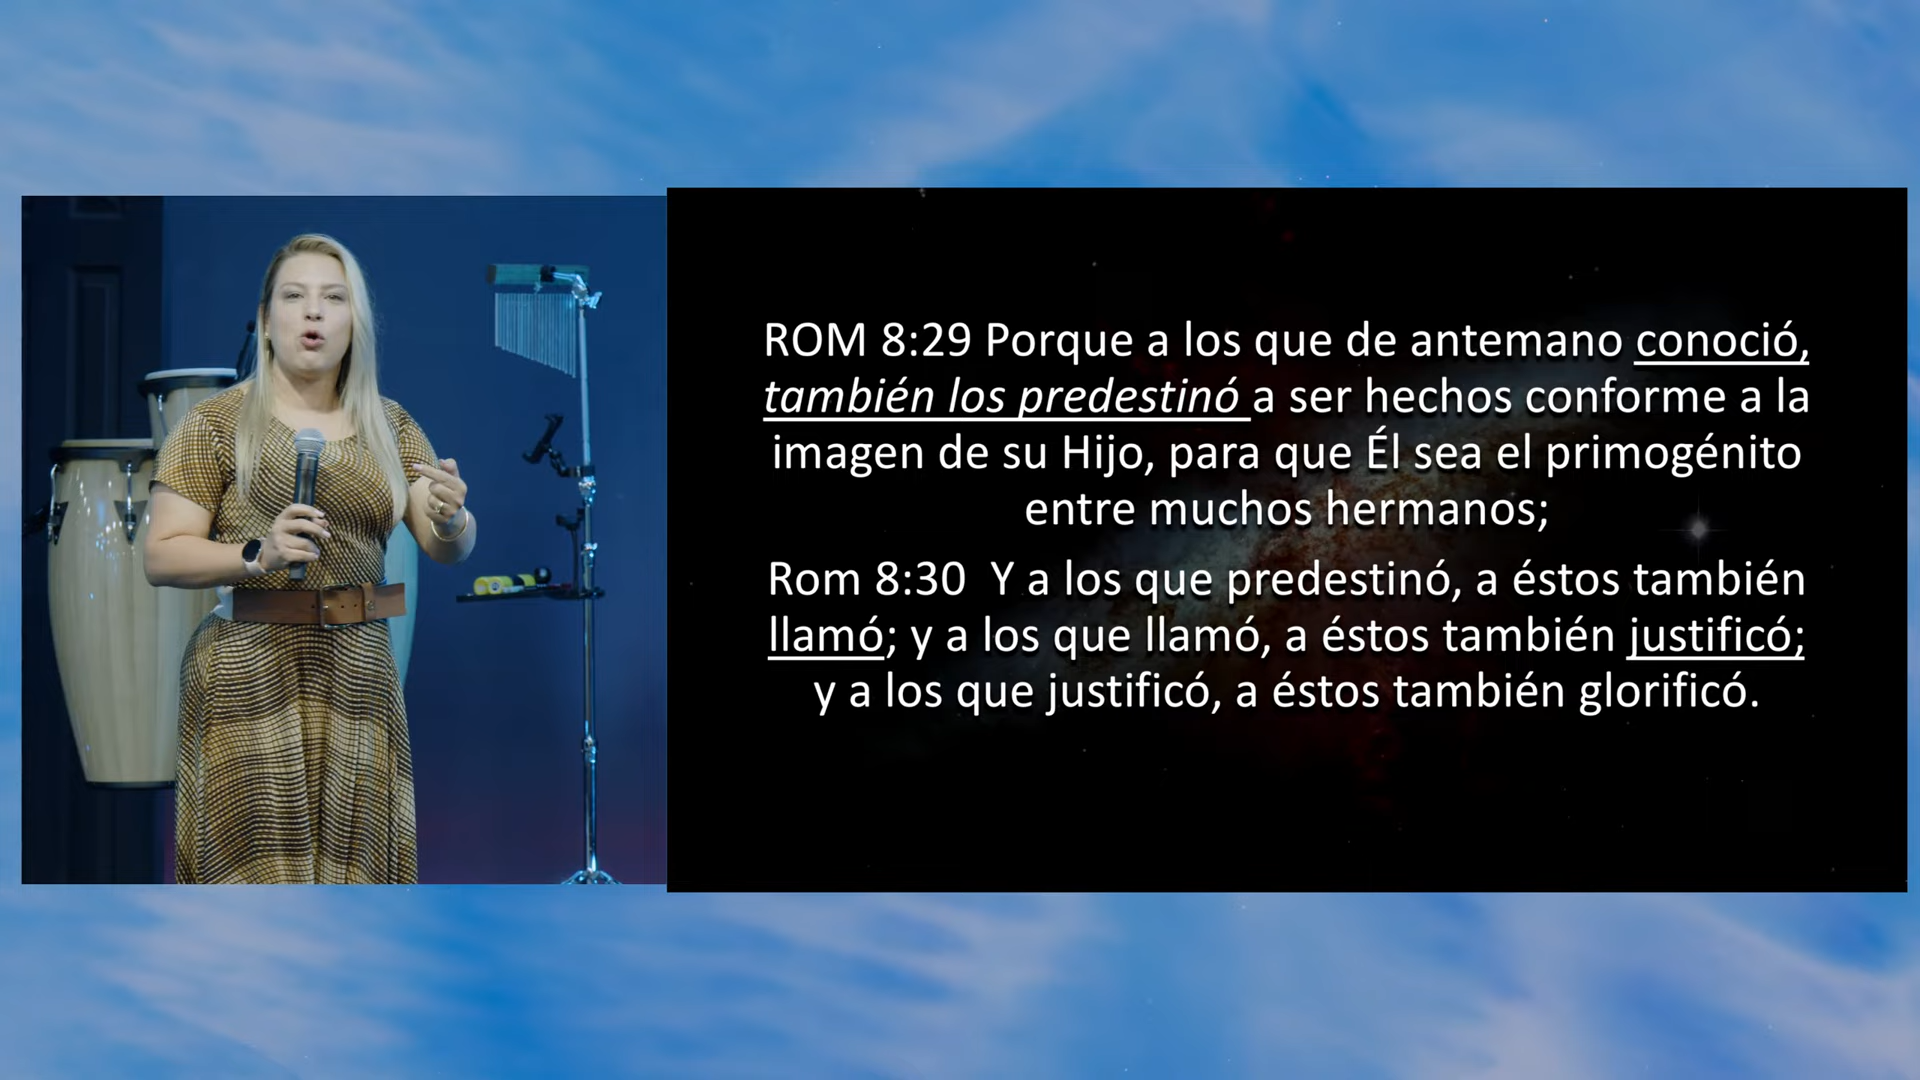 ROM 8:29 Porque a los que de antemano conoció,
también los predestinó a ser hechos conforme a la
imagen de su Hijo, para que Él sea el primogénito
entre muchos hermanos;
Rom 8:30  Y a los que predestinó, a éstos también
llamó; y a los que llamó, a éstos también justificó;
y a los que justificó, a éstos también glorificó.